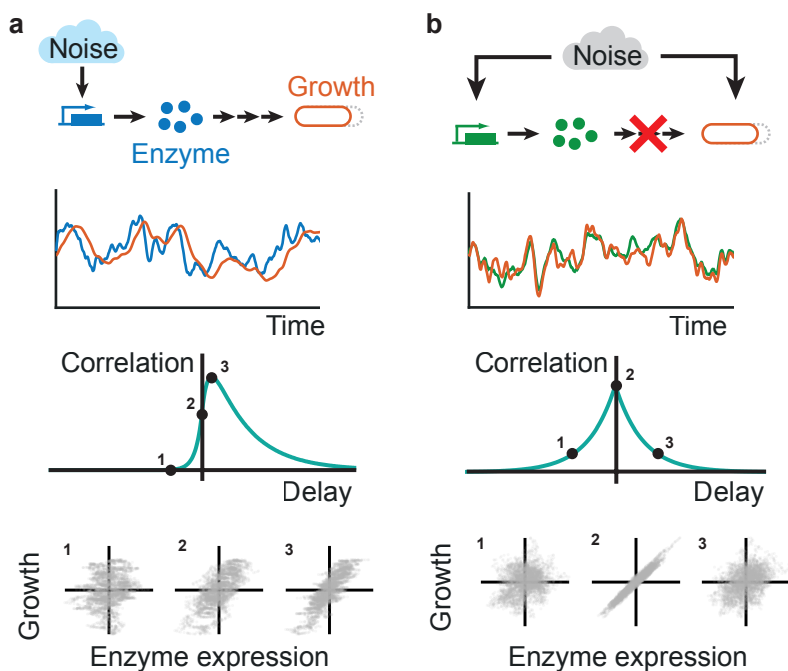 a
Noise
Growth
Enzyme
Time
Correlation
3
2
1
Delay
Growth
1
2
3
Enzyme expression
b
Noise
Time
Correlation
2
1
3
Delay
Growth
1
2
3
Enzyme expression